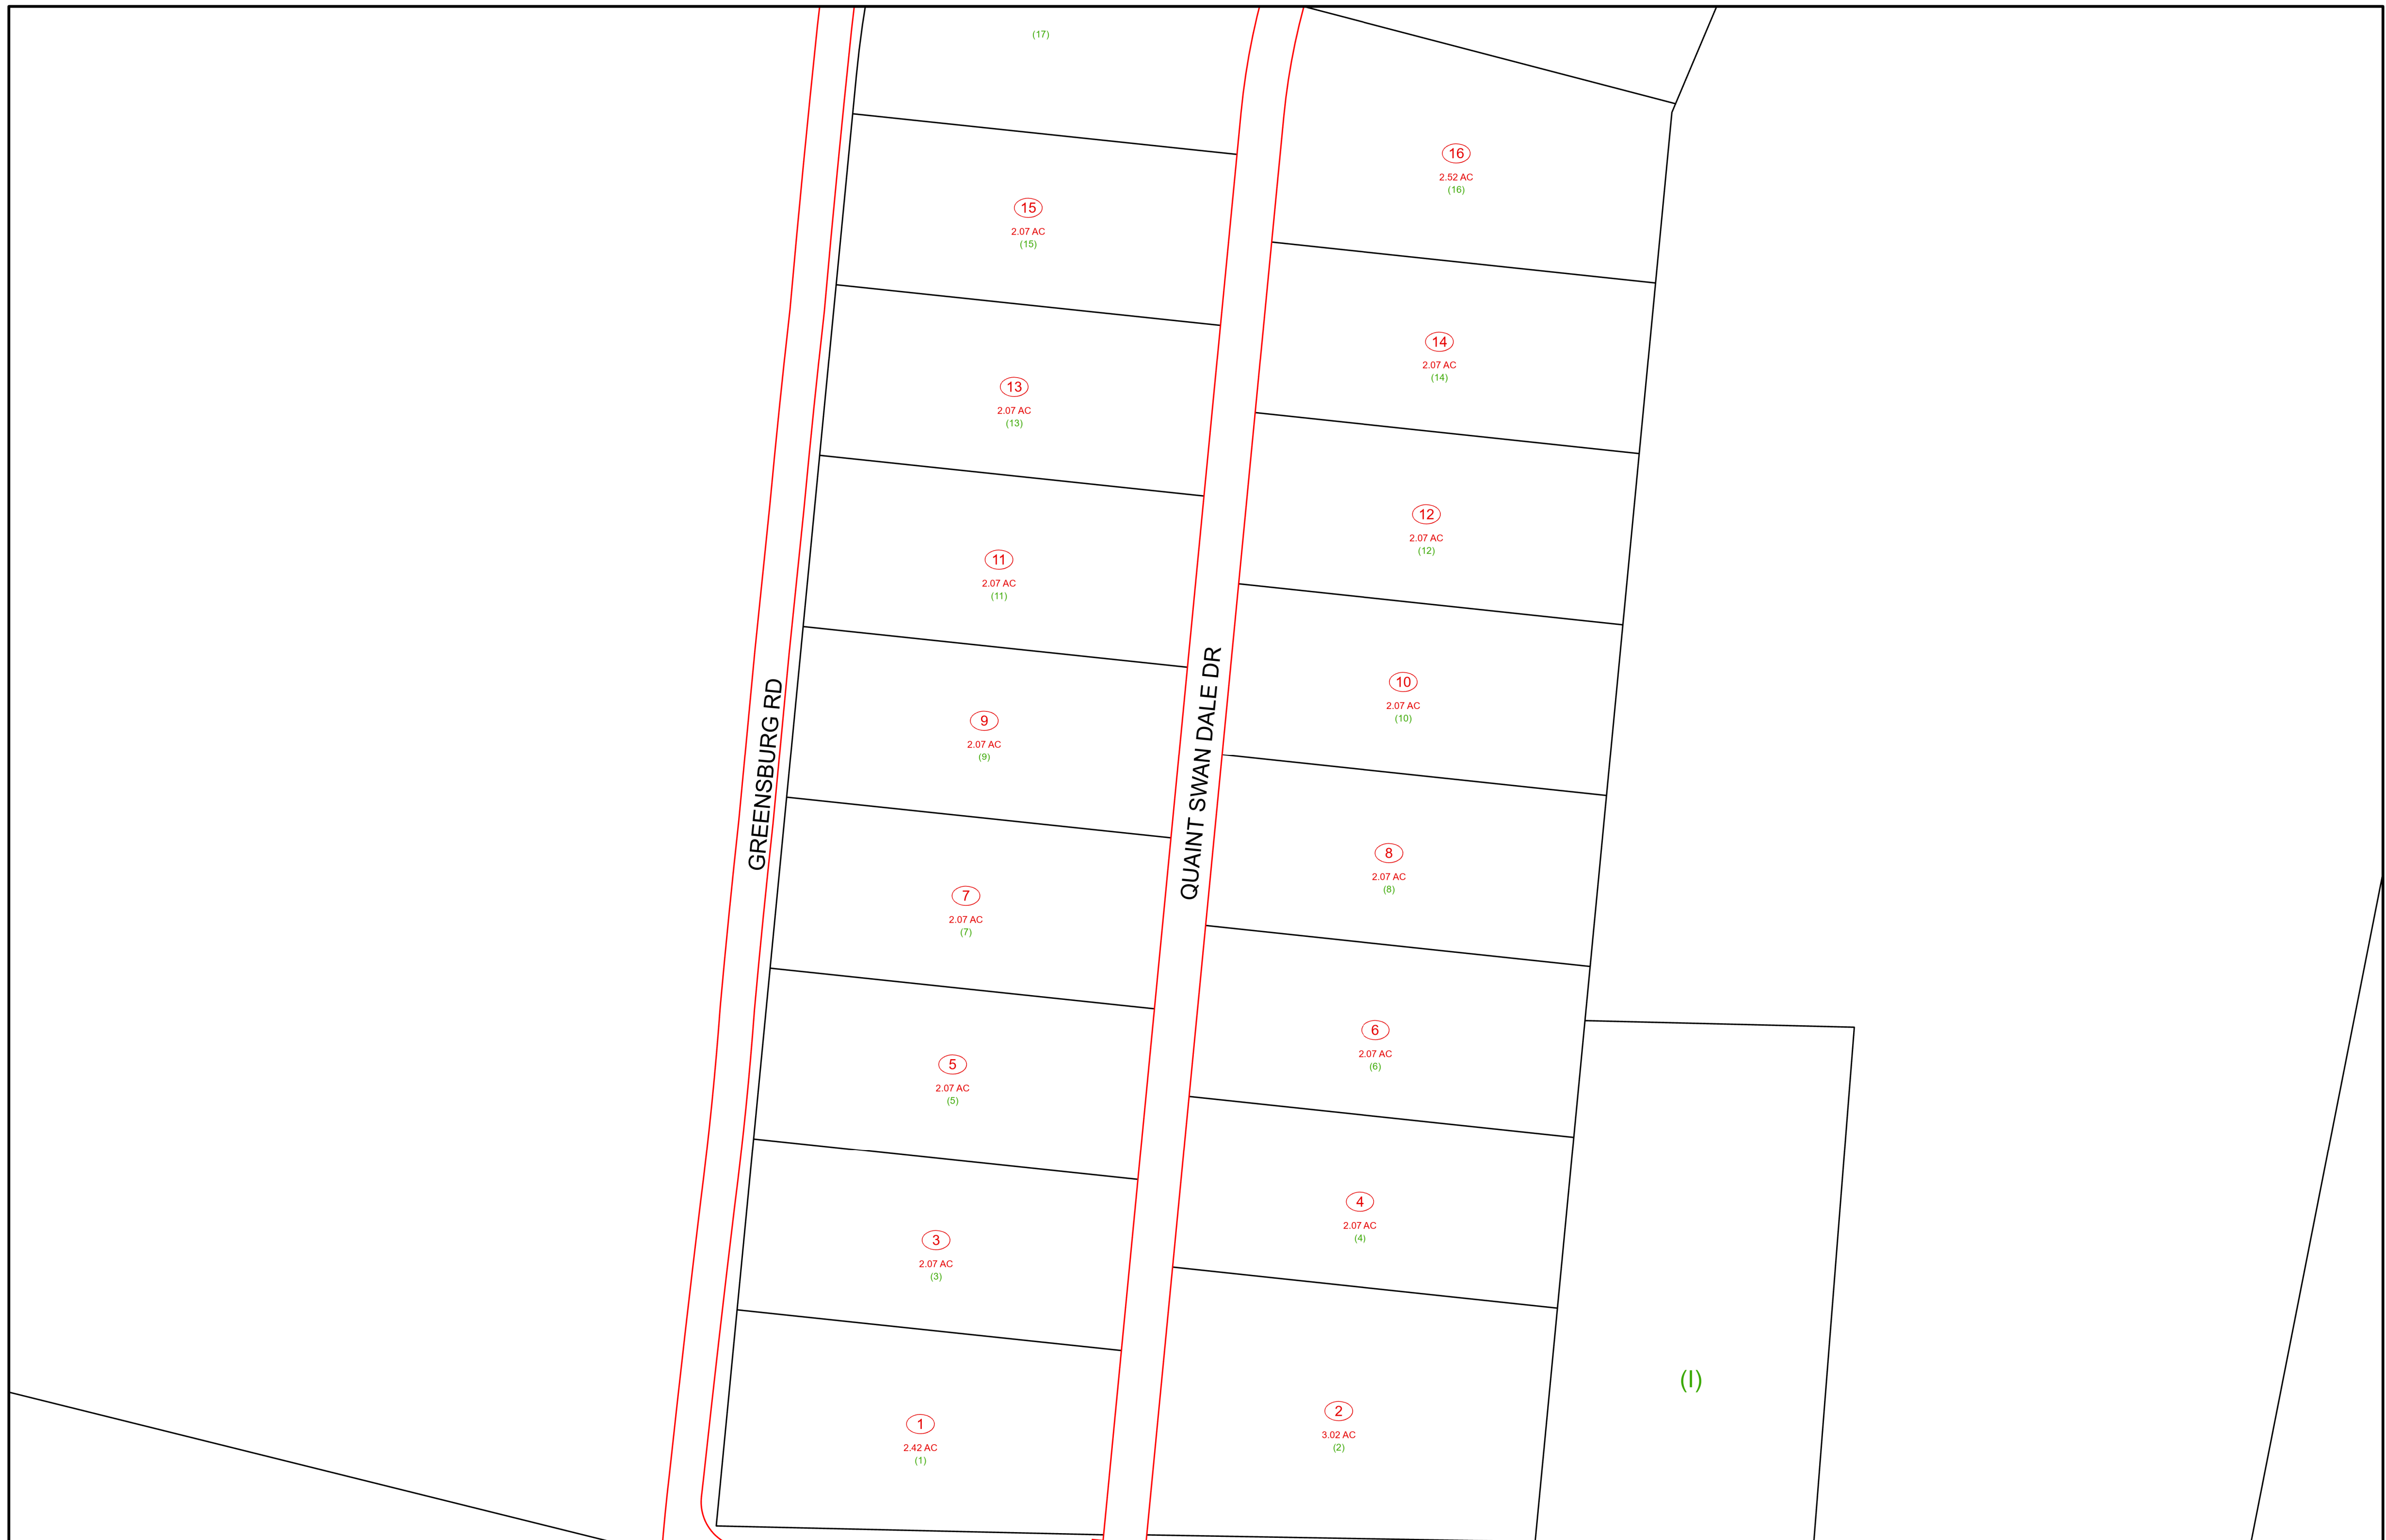 (17)
16
2.52 AC
(16)
15
2.07 AC
(15)
14
2.07 AC
(14)
13
2.07 AC
(13)
12
2.07 AC
(12)
11
2.07 AC
(11)
10
2.07 AC
(10)
9
2.07 AC
(9)
GREENSBURG RD
QUAINT SWAN DALE DR
8
2.07 AC
(8)
7
2.07 AC
(7)
6
2.07 AC
(6)
5
2.07 AC
(5)
4
2.07 AC
(4)
3
2.07 AC
(3)
(I)
2
3.02 AC
(2)
1
2.42 AC
(1)